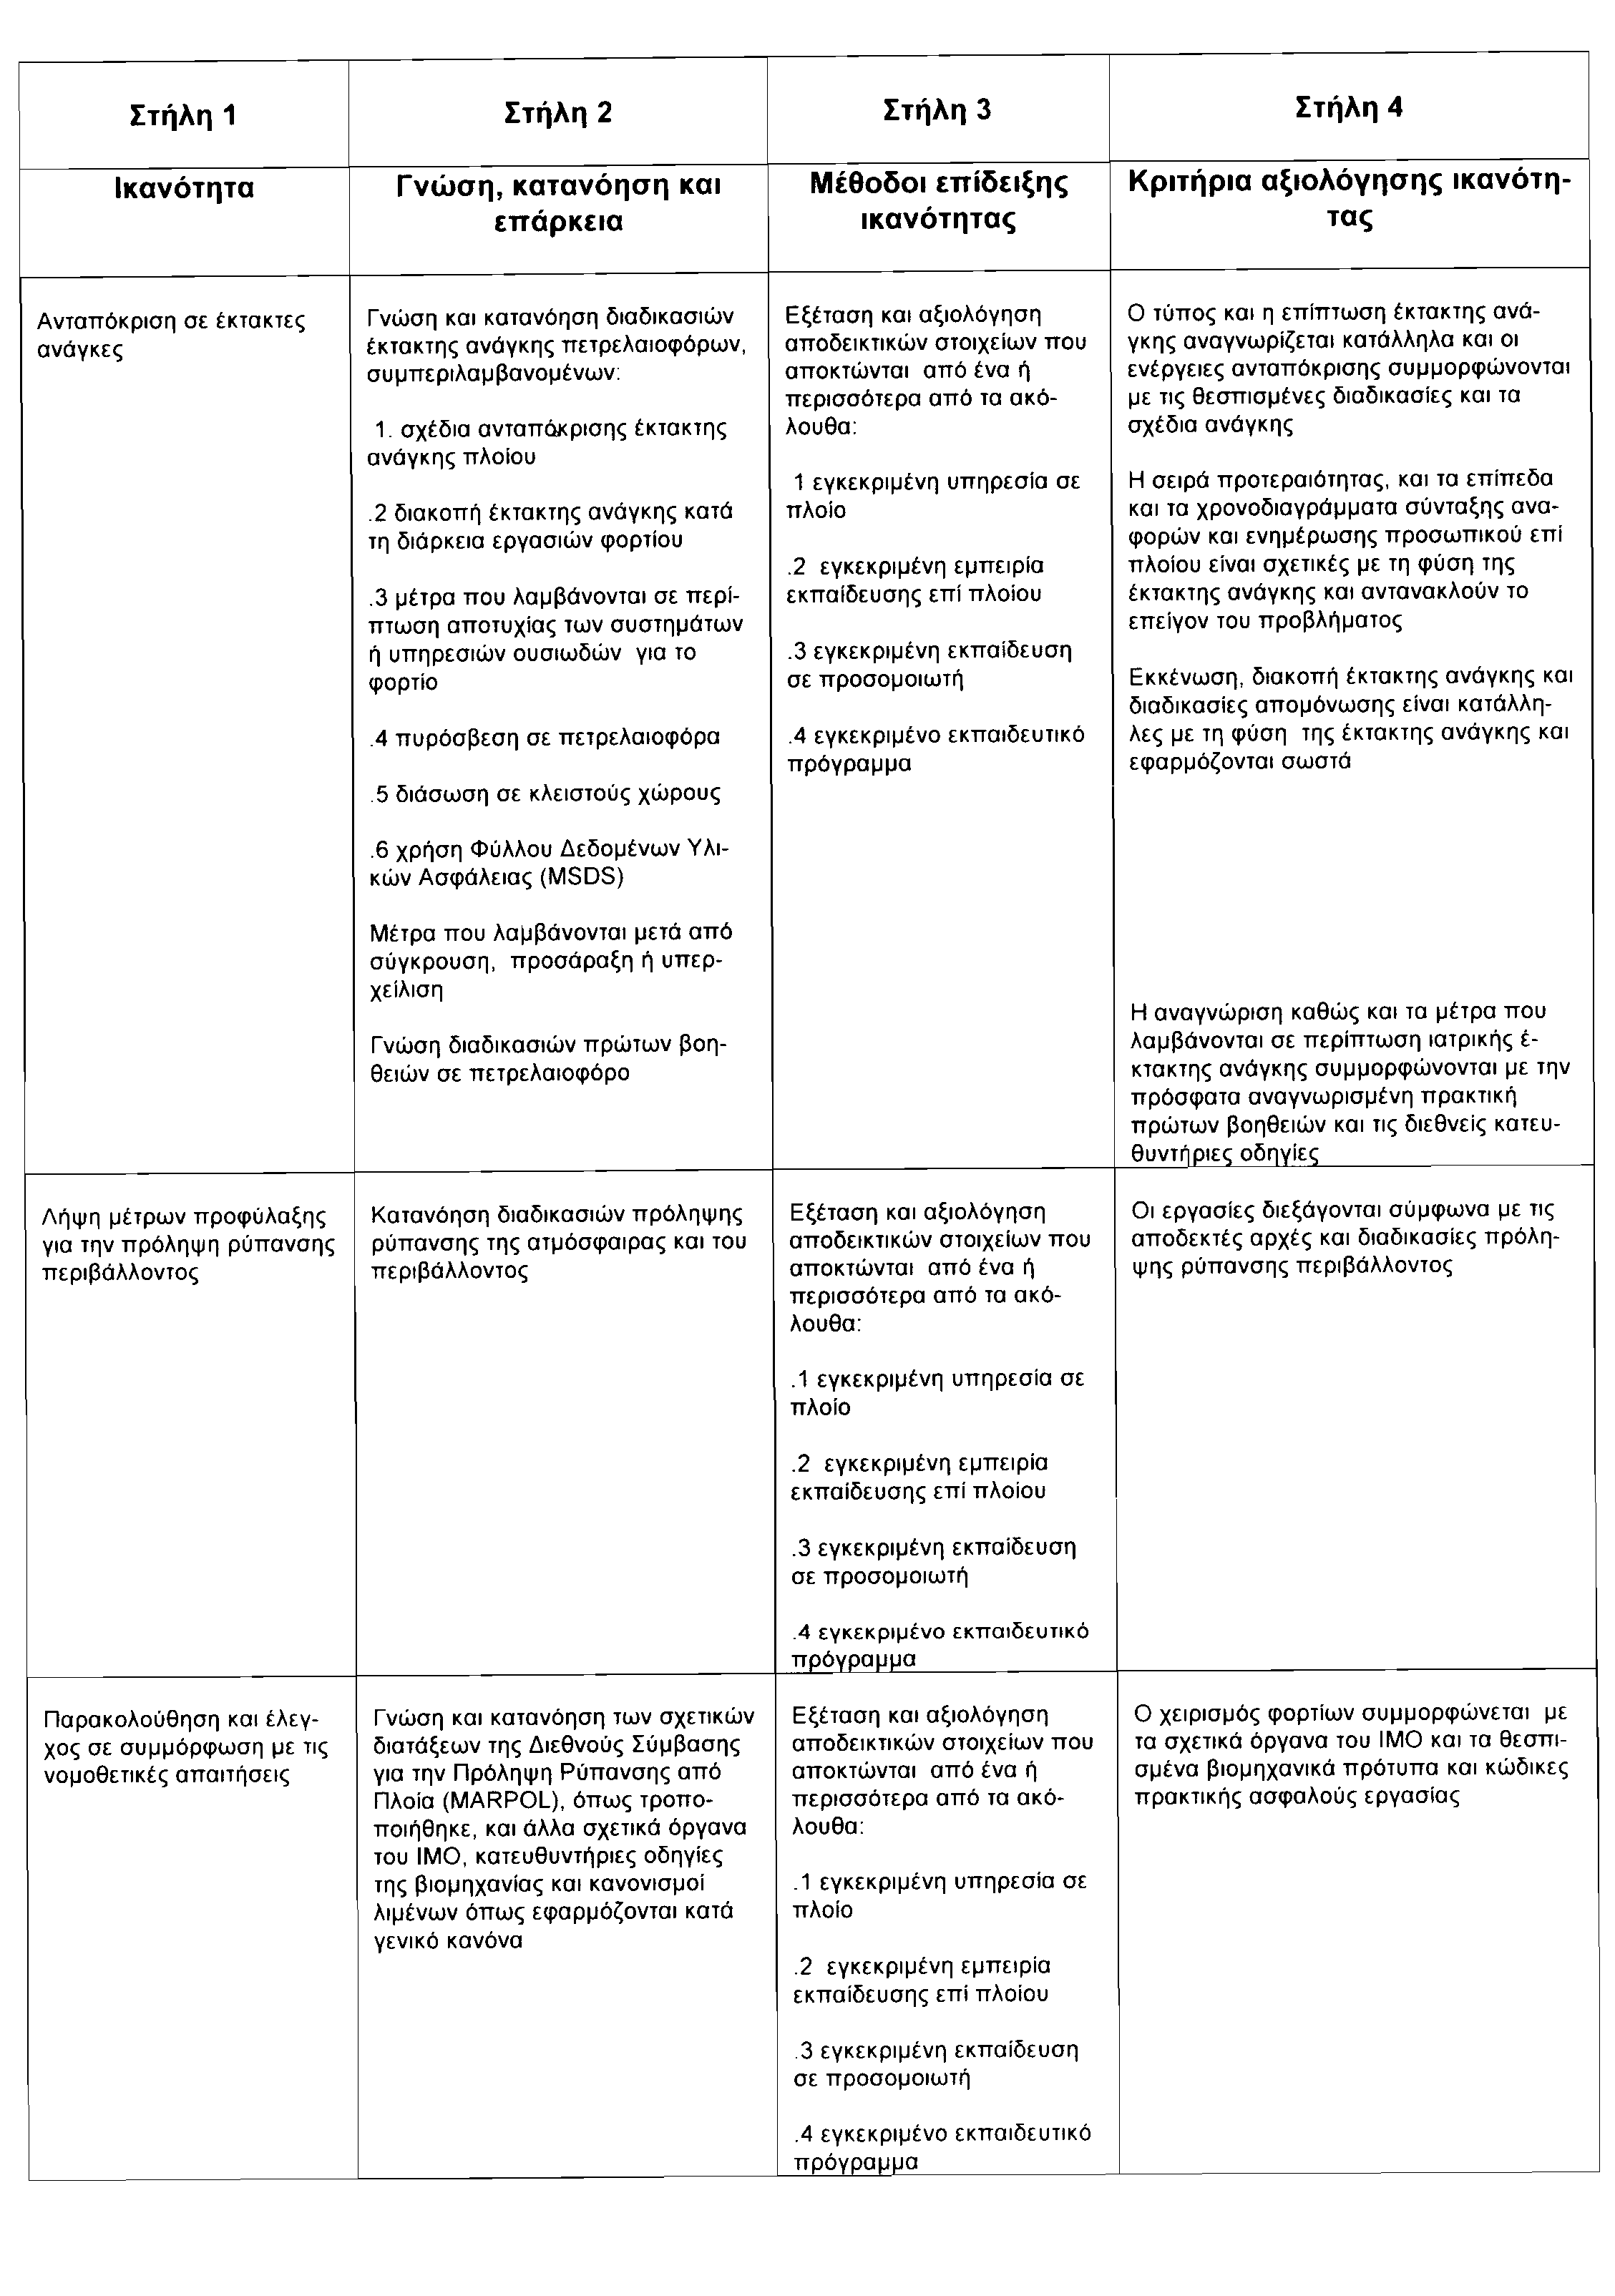 Στήλη 1
Στήλη 2
Στήλη 3
Στήλη 4
Ικανότητα
Γνώση, κατανόηση και
επάρκεια
Μέθοδοι επίδειξης
ικανότητας
Κριτήρια αξιολόγησης ικανότη-
τας
Ανταπόκριση σε έκτακτες
ανάγκες
Γνώση και κατανόηση διαδικασιών
έκτακτης ανάγκης πετρελαιοφόρων,
συμπεριλαμβανομένων:
1. σχέδια ανταπόκρισης έκτακτης
ανάγκης πλοίου
.2 διακοπή έκτακτης ανάγκης κατά
τη διάρκεια εργασιών φορτίου
.3 μέτρα που λαμβάνονται σε περί-
πτωση αποτυχίας των συστημάτων
ή υπηρεσιών ουσιωδών για το
φορτίο
.4 πυρόσβεση σε πετρελαιοφόρα
.5 διάσωση σε κλειστούς χώρους
.6 χρήση Φύλλου Δεδομένων Υλι-
κών Ασφάλειας (MSDS)
Μέτρα που λαμβάνονται μετά από
σύγκρουση, προσάραξη ή υπερ-
χείλιση
Γνώση διαδικασιών πρώτων βοη-
θειών σε πετρελαιοφόρο
Εξέταση και αξιολόγηση
αποδεικτικών στοιχείων που
αποκτώνται από ένα ή
περισσότερα από τα ακό-
λουθα:
1 εγκεκριμένη υπηρεσία σε
πλοίο
.2 εγκεκριμένη εμπειρία
εκπαίδευσης επί πλοίου
.3 εγκεκριμένη εκπαίδευση
σε προσομοιωτή
.4 εγκεκριμένο εκπαιδευτικό
πρόγραμμα
Ο τύπος και η επίπτωση έκτακτης ανά-
γκης αναγνωρίζεται κατάλληλα και οι
ενέργειες ανταπόκρισης συμμορφώνονται
με τις θεσπισμένες διαδικασίες και τα
σχέδια ανάγκης
Η σειρά προτεραιότητας, και τα επίπεδα
και τα χρονοδιαγράμματα σύνταξης ανα-
φορών και ενημέρωσης προσωπικού επί
πλοίου είναι σχετικές με τη φύση της
έκτακτης ανάγκης και αντανακλούν το
επείγον του προβλήματος
Εκκένωση, διακοπή έκτακτης ανάγκης και
διαδικασίες απομόνωσης είναι κατάλλη-
λες με τη φύση της έκτακτης ανάγκης και
εφαρμόζονται σωστά
Η αναγνώριση καθώς και τα μέτρα που
λαμβάνονται σε περίπτωση ιατρικής έ-
κτακτης ανάγκης συμμορφώνονται με την
πρόσφατα αναγνωρισμένη πρακτική
πρώτων βοηθειών και τις διεθνείς κατευ-
θυντήριες οδηγίες
Λήψη μέτρων προφύλαξης
για την πρόληψη ρύπανσης
περιβάλλοντος
Κατανόηση διαδικασιών πρόληψης
ρύπανσης της ατμόσφαιρας και του
περιβάλλοντος
Εξέταση και αξιολόγηση
αποδεικτικών στοιχείων που
αποκτώνται από ένα ή
περισσότερα από τα ακό-
λουθα:
.1 εγκεκριμένη υπηρεσία σε
πλοίο
.2 εγκεκριμένη εμπειρία
εκπαίδευσης επί πλοίου
.3 εγκεκριμένη εκπαίδευση
σε προσομοιωτή
.4 εγκεκριμένο εκπαιδευτικό
πρόγραμμα
Οι εργασίες διεξάγονται σύμφωνα με τις
αποδεκτές αρχές και διαδικασίες πρόλη-
ψης ρύπανσης περιβάλλοντος
Παρακολούθηση και έλεγ-
χος σε συμμόρφωση με τις
νομοθετικές απαιτήσεις
Γνώση και κατανόηση των σχετικών
διατάξεων της Διεθνούς Σύμβασης
για την Πρόληψη Ρύπανσης από
Πλοία (MARPOL), όπως τροπο-
ποιήθηκε, και άλλα σχετικά όργανα
του ΙΜΟ, κατευθυντήριες οδηγίες
της βιομηχανίας και κανονισμοί
λιμένων όπως εφαρμόζονται κατά
γενικό κανόνα
Εξέταση και αξιολόγηση
αποδεικτικών στοιχείων που
αποκτώνται από ένα ή
περισσότερα από τα ακό-
λουθα:
.1 εγκεκριμένη υπηρεσία σε
πλοίο
.2 εγκεκριμένη εμπειρία
εκπαίδευσης επί πλοίου
.3 εγκεκριμένη εκπαίδευση
σε προσομοιωτή
.4 εγκεκριμένο εκπαιδευτικό
πρόγραμμα
Ο χειρισμός φορτίων συμμορφώνεται με
τα σχετικά όργανα του ΙΜΟ και τα θεσπι-
σμένα βιομηχανικά πρότυπα και κώδικες
πρακτικής ασφαλούς εργασίας